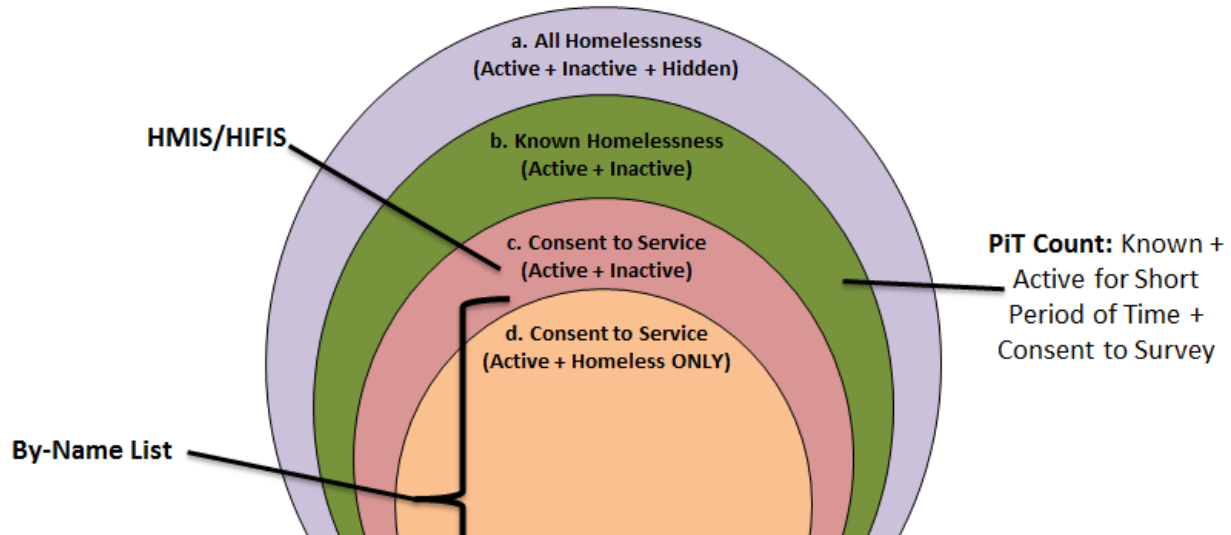 a. All Homelessness
(Active + Inactive + Hidden)
HMIS/HIFIS
b. Known Homelessness
(Active + Inactive)
c. Consent to Service
(Active + Inactive)
PiT Count: Known +
Active for Short
Period of Time +
Consent to Survey
d. Consent to Service
(Active + Homeless ONLY)
By-Name List